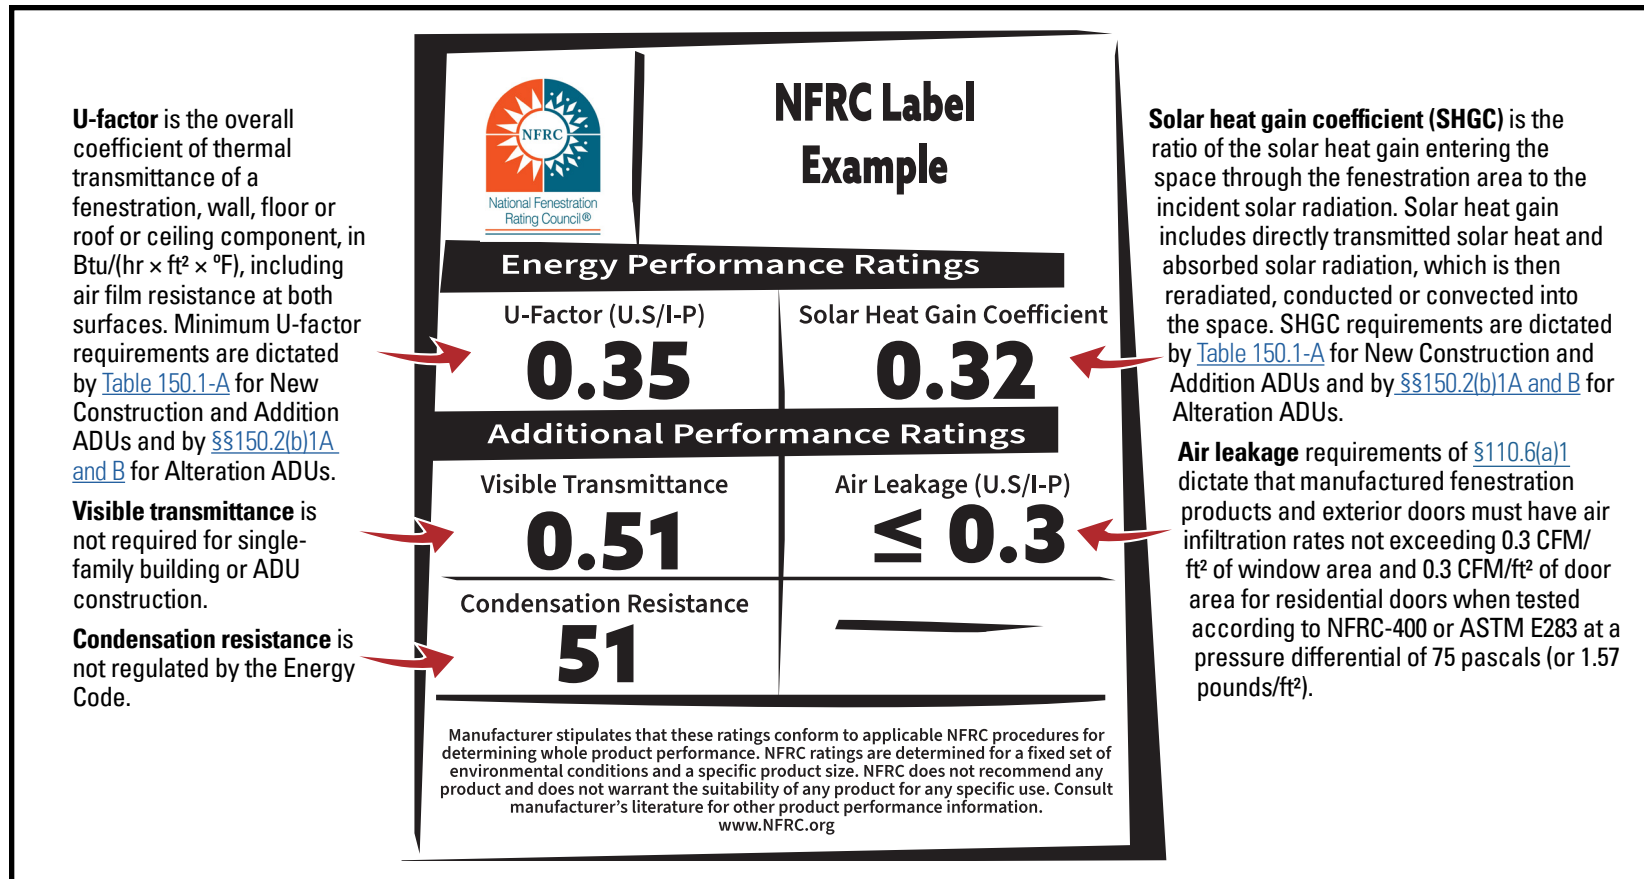 U-factor is the overall
coefficient of thermal
transmittance of a
fenestration, wall, floor or
roof or ceiling component, in
Btu/(hr × ft² × ºF), including
air film resistance at both
surfaces. Minimum U-factor
requirements are dictated
by Table 150.1-A for New
Construction and Addition
ADUs and by §§150.2(b)1A
and B for Alteration ADUs.
Visible transmittance is
not required for single-
family building or ADU
construction.
Condensation resistance is
not regulated by the Energy
Code.
NFRC
National Fenestration
Rating Council®
NFRC Label
Example
Energy Performance Ratings
U-Factor (U.S/I-P)
0.35
Solar Heat Gain Coefficient
0.32
Additional Performance Ratings
Visible Transmittance
0.51
Air Leakage (U.S/I-P)
≤ 0.3
Condensation Resistance
51
Manufacturer stipulates that these ratings conform to applicable NFRC procedures for
determining whole product performance. NFRC ratings are determined for a fixed set of
environmental conditions and a specific product size. NFRC does not recommend any
product and does not warrant the suitability of any product for any specific use. Consult
manufacturer's literature for other product performance information.
www.NFRC.org
Solar heat gain coefficient (SHGC) is the
ratio of the solar heat gain entering the
space through the fenestration area to the
incident solar radiation. Solar heat gain
includes directly transmitted solar heat and
absorbed solar radiation, which is then
reradiated, conducted or convected into
the space. SHGC requirements are dictated
by Table 150.1-A for New Construction and
Addition ADUs and by §§150.2(b)1A and B for
Alteration ADUs.
Air leakage requirements of §110.6(a)1
dictate that manufactured fenestration
products and exterior doors must have air
infiltration rates not exceeding 0.3 CFM/
ft² of window area and 0.3 CFM/ft² of door
area for residential doors when tested
according to NFRC-400 or ASTM E283 at a
pressure differential of 75 pascals (or 1.57
pounds/ft²).